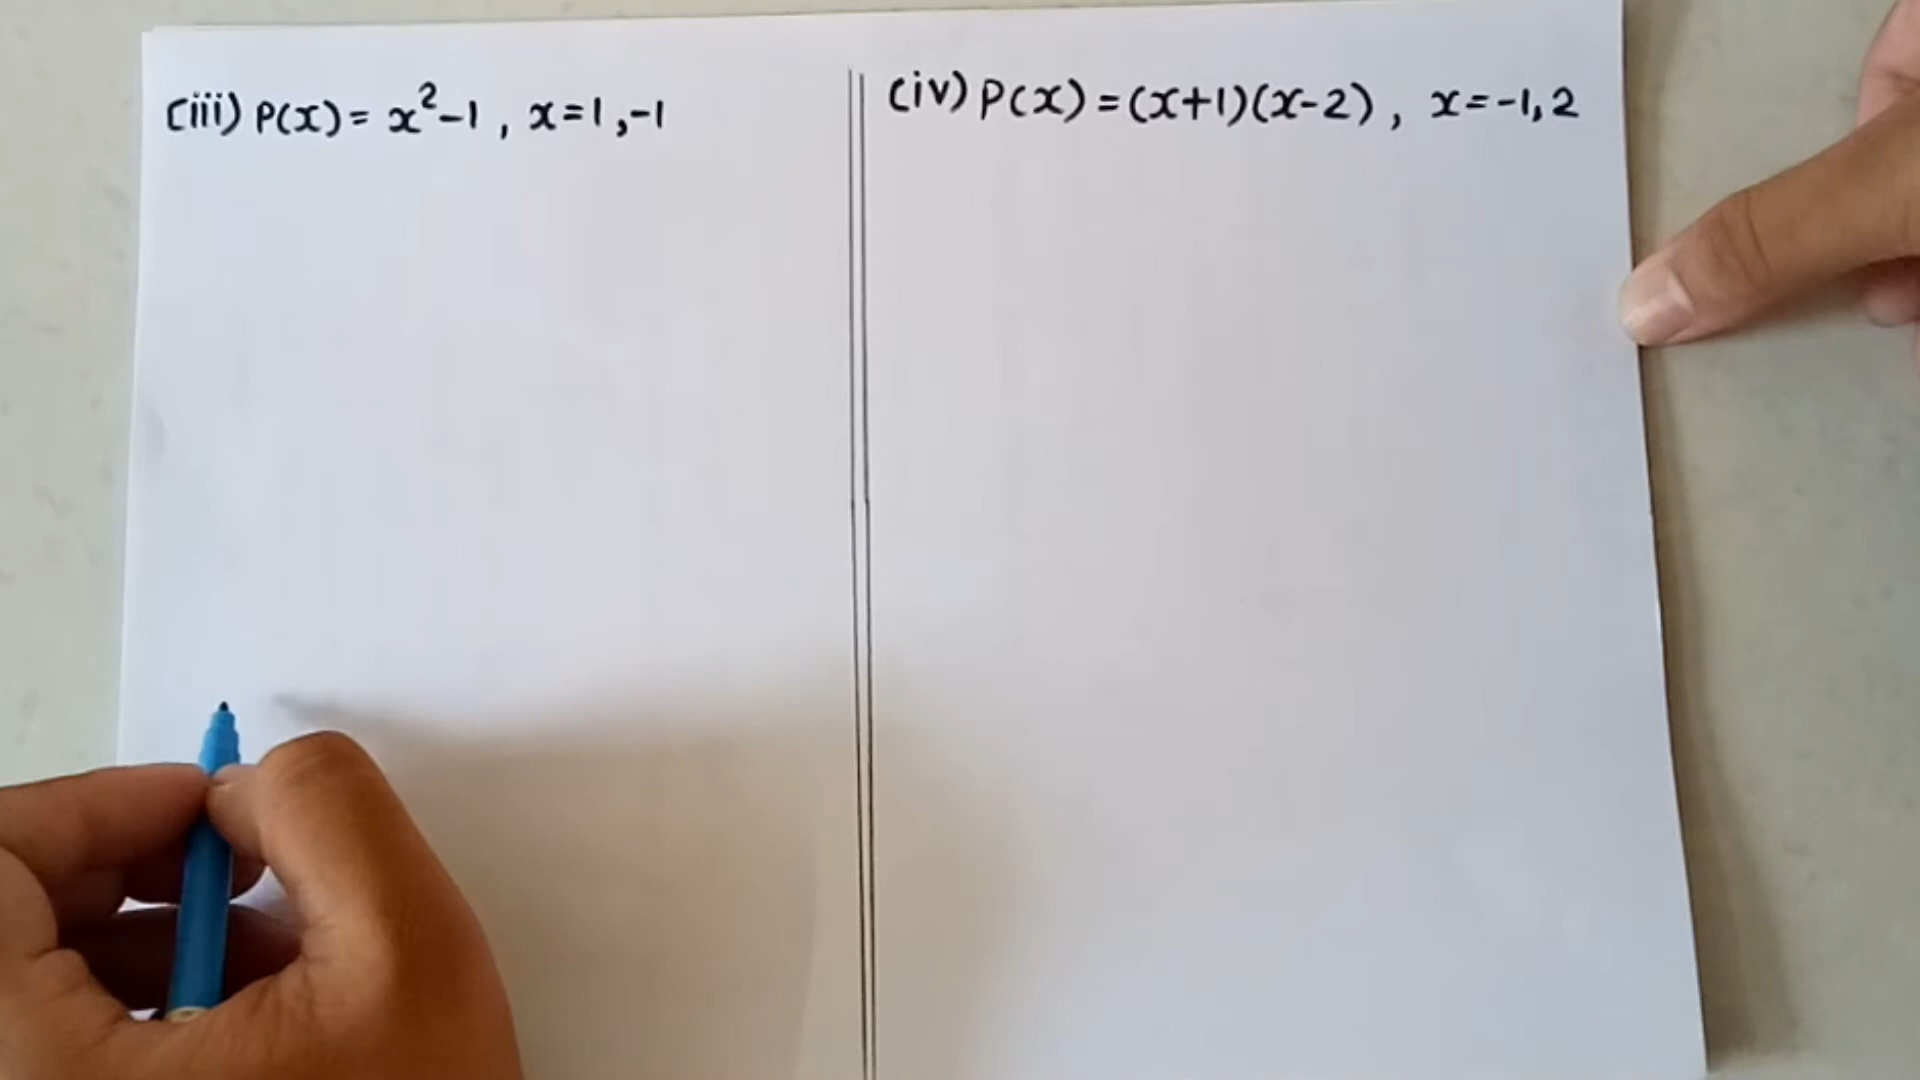 (iii) P(x) = x²-1 , x=1,-1
(iv) P(x) = (x+1)(x-2) , x=-1,2